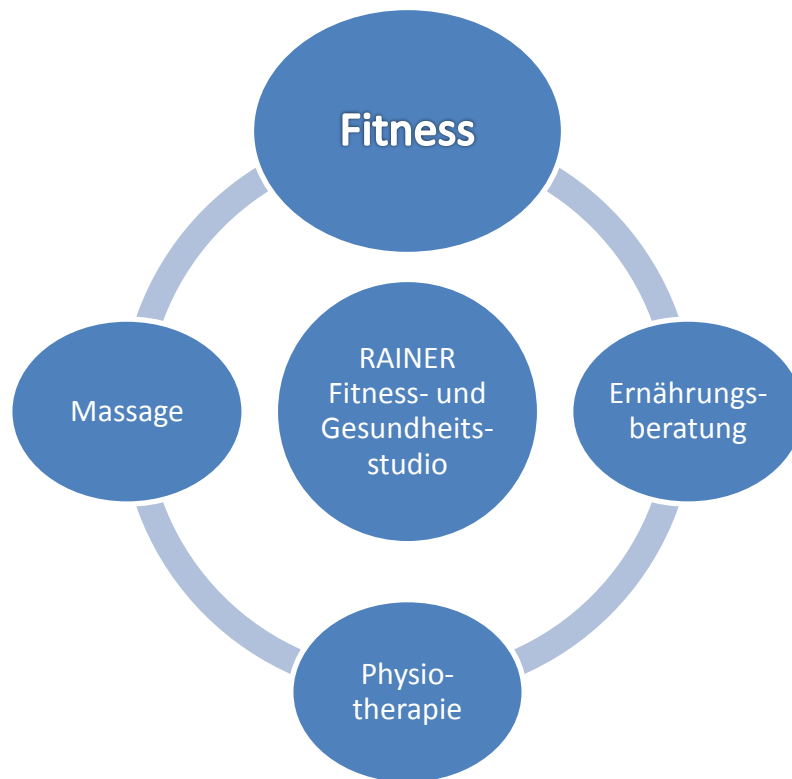 Fitness
RAINER
Fitness- und
Gesundheits-
studio
Massage
Ernährungs-
beratung
Physio-
therapie